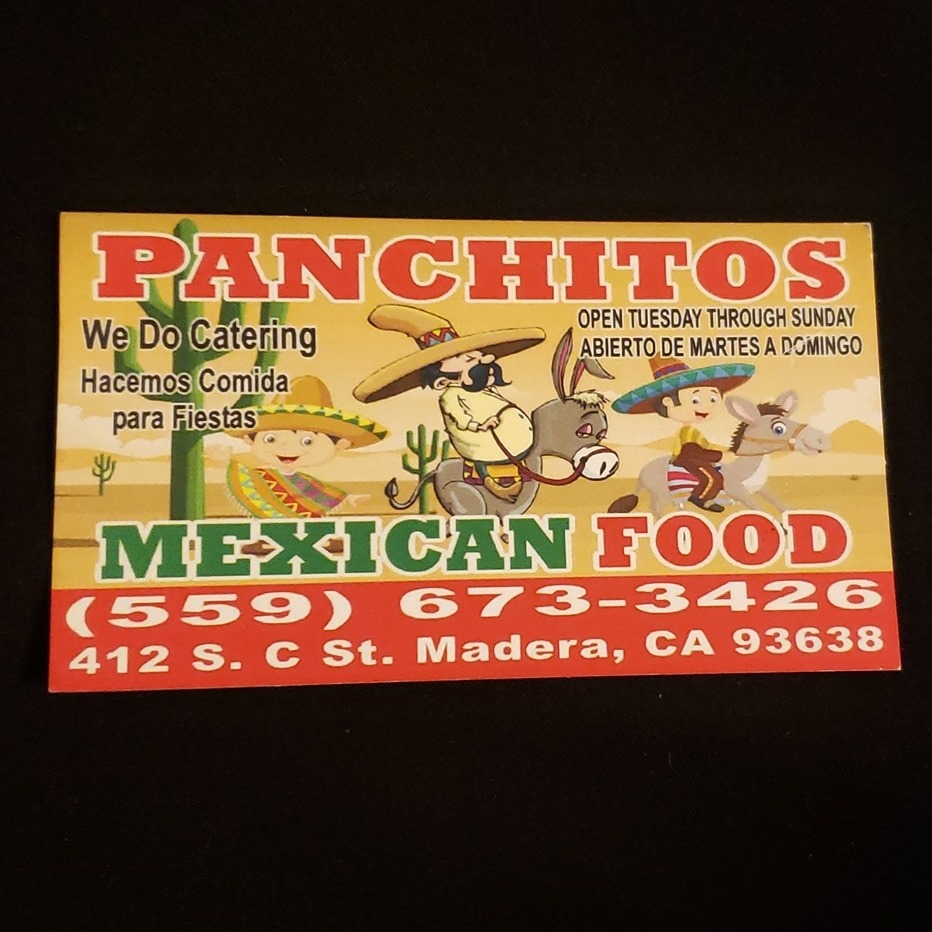 PANCHITOS
We Do Catering
Hacemos Comida
para Fiestas
OPEN TUESDAY THROUGH SUNDAY
ABIERTO DE MARTES A DOMINGO
MEXICAN FOOD
(559) 673-3426
412 S. C St. Madera, CA 93638